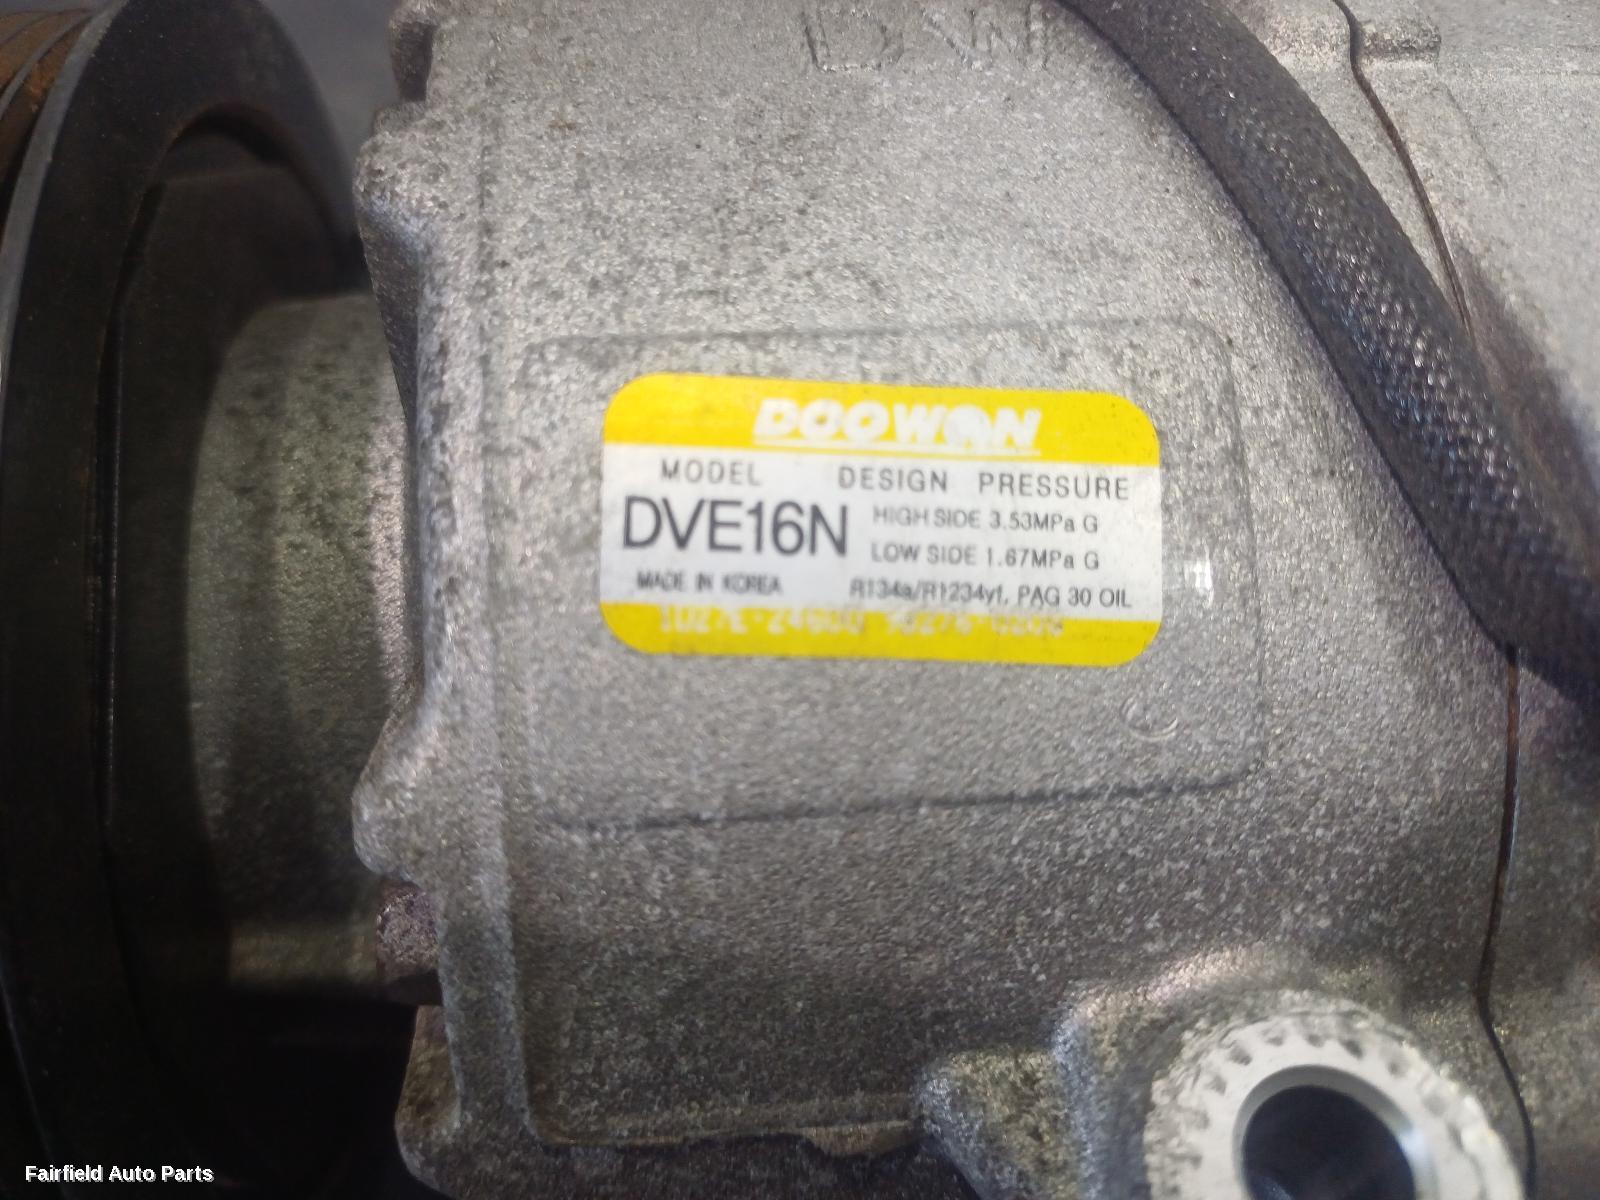 DOOWON
MODEL DESIGN PRESSURE
DVE16N HIGH SIDE 3.53MPa G
LOW SIDE 1.67MPa G
MADE IN KOREA R134a/R1234yf, PAG 30 OIL
Fairfield Auto Parts